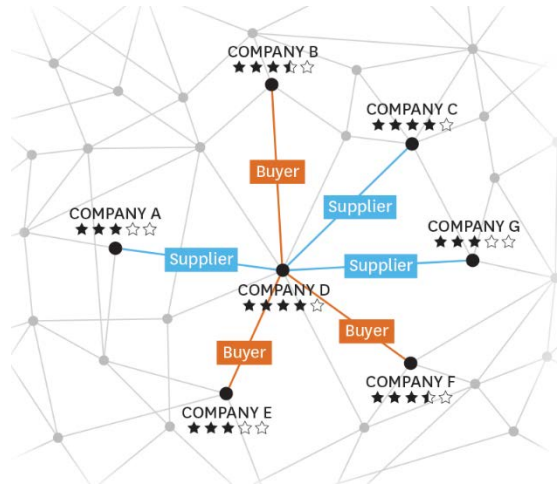 COMPANY B
COMPANY C
Buyer
Supplier
COMPANY A
COMPANY G
Supplier
Supplier
COMPANY D
Buyer
Buyer
COMPANY F
COMPANY E